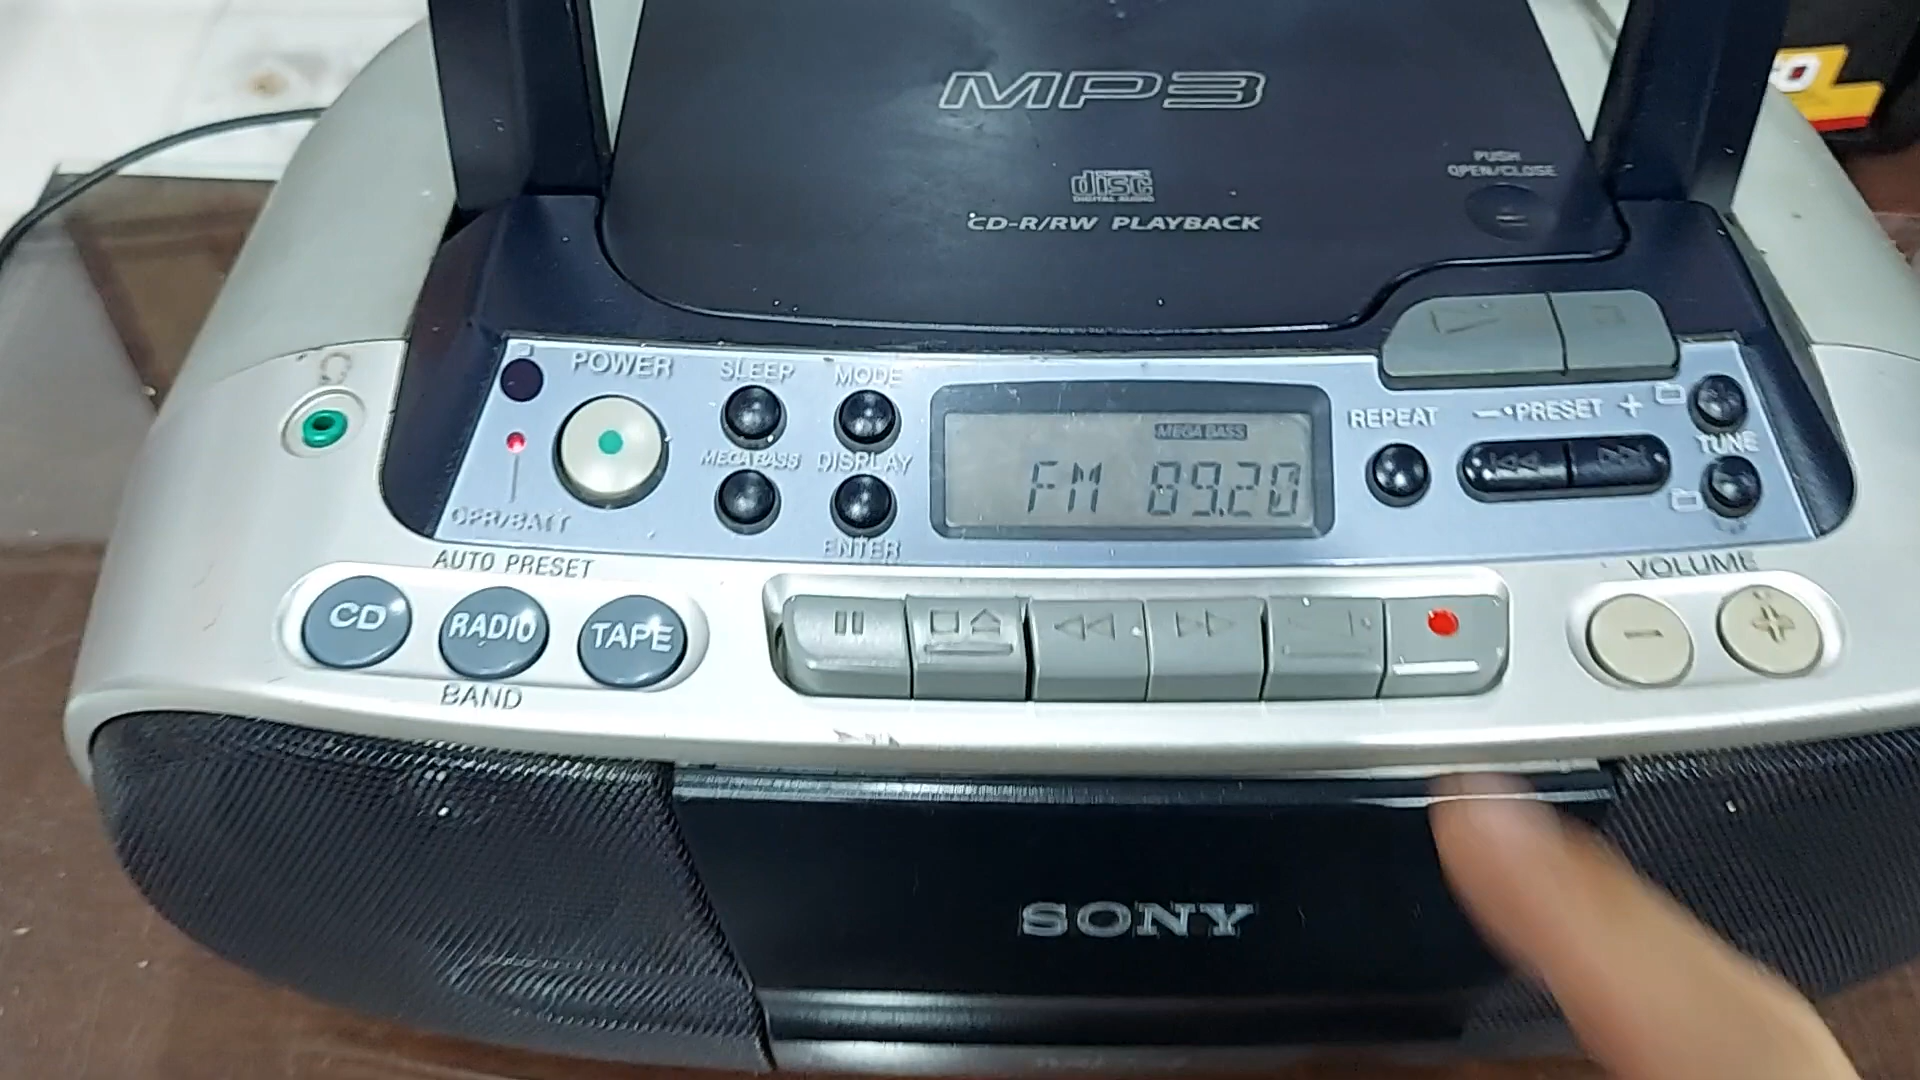 MP3
PUSH
OPEN/CLOSE
COMPACT
disc
DIGITAL AUDIO
CD-R/RW PLAYBACK
POWER
SLEEP
MODE
MEGA BASS
DISPLAY
ENTER
OPR/BATT
MEGA BASS
FM 89.20
REPEAT
− • PRESET +
TUNE
AUTO PRESET
CD
RADIO
TAPE
BAND
VOLUME
−
+
SONY